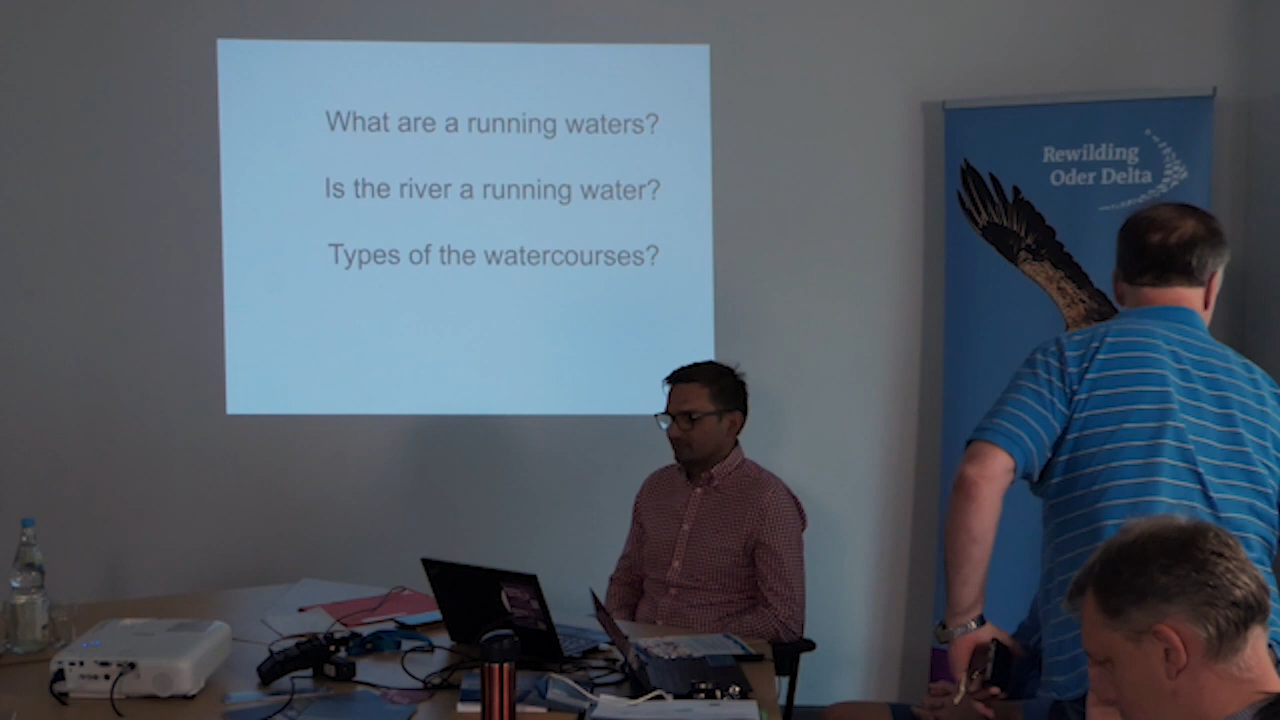 What are a running waters?
Is the river a running water?
Types of the watercourses?
Rewilding
Oder Delta